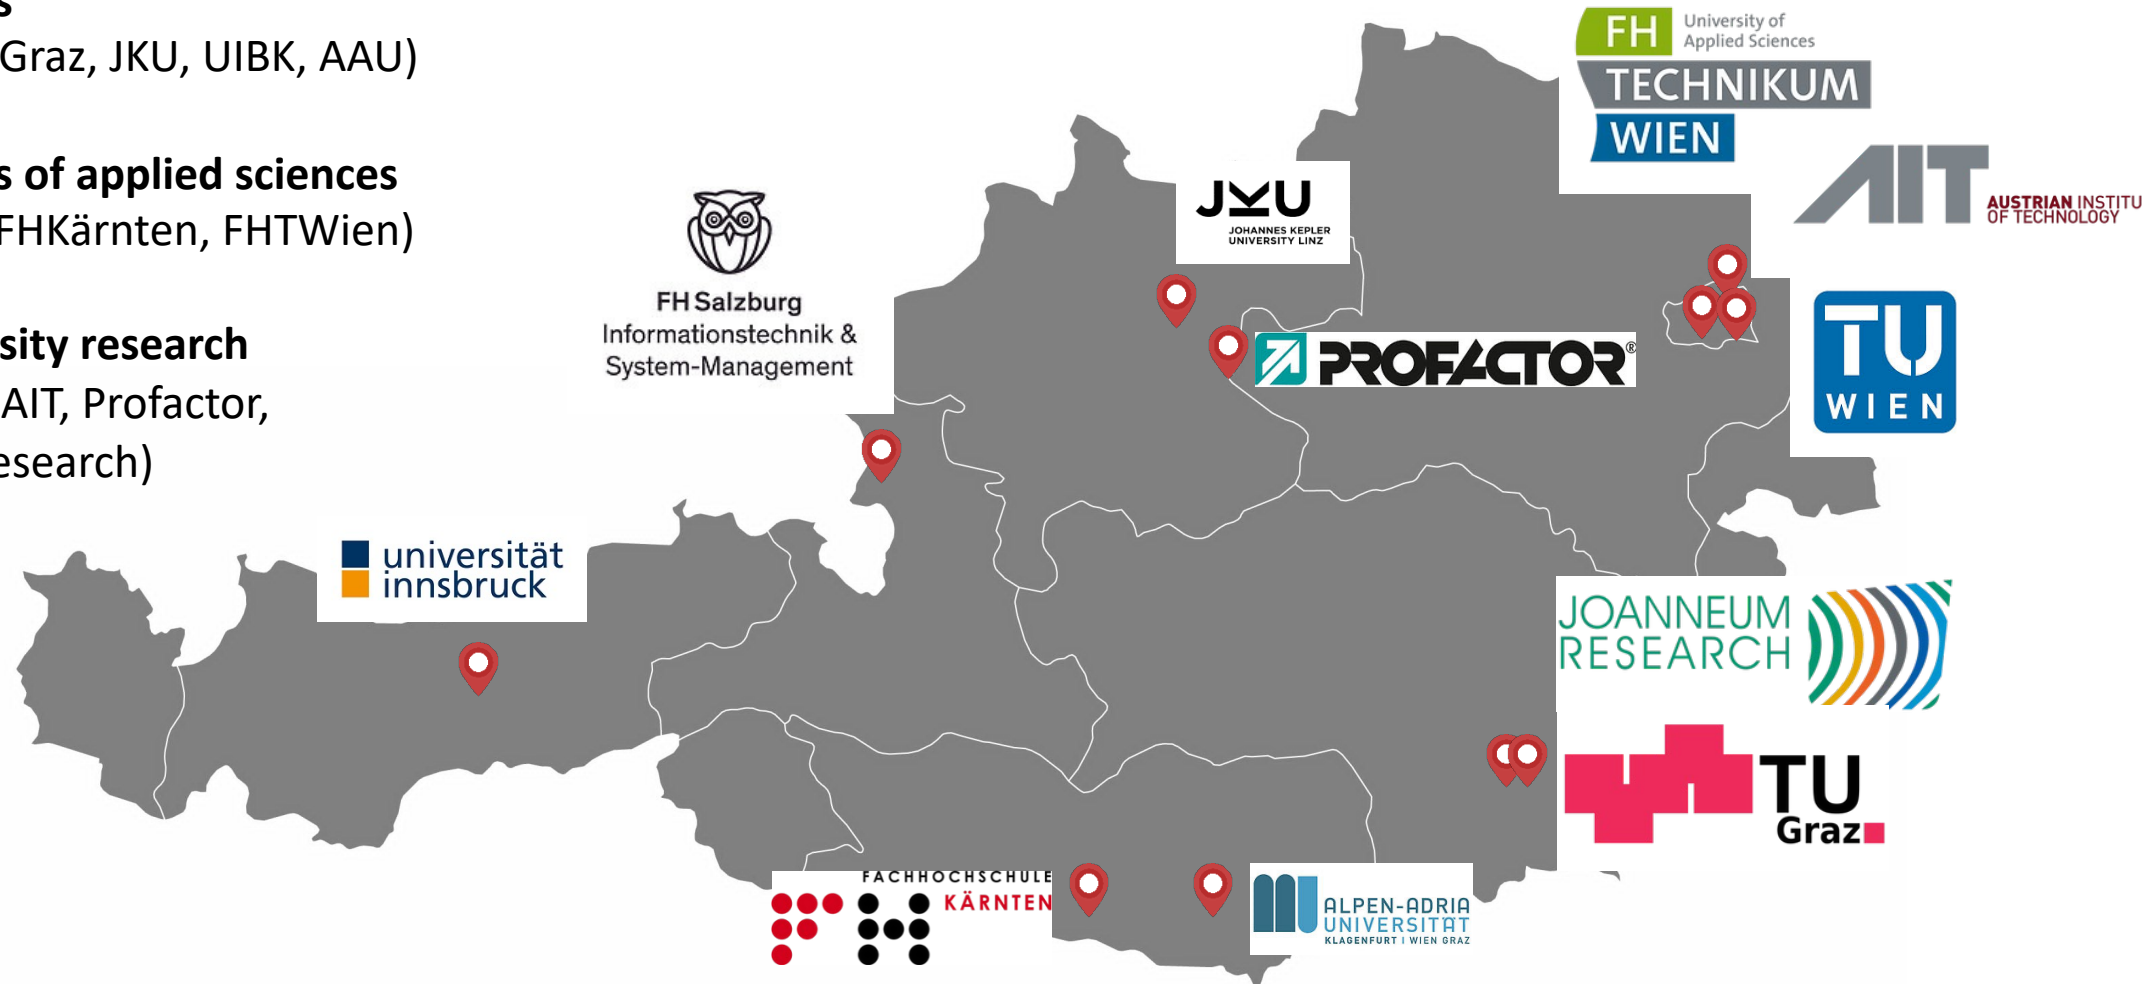 s
Graz, JKU, UIBK, AAU)
s of applied sciences
FHKärnten, FHTWien)
sity research
AIT, Profactor,
esearch)
FH University of
Applied Sciences
TECHNIKUM
WIEN
AIT AUSTRIAN INSTITU
OF TECHNOLOGY
JKU
JOHANNES KEPLER
UNIVERSITY LINZ
FH Salzburg
Informationstechnik &
System-Management
PROFACTOR®
TU
WIEN
universität
innsbruck
JOANNEUM
RESEARCH
TU
Graz
FACHHOCHSCHULE
KÄRNTEN
FH
ALPEN-ADRIA
UNIVERSITÄT
KLAGENFURT I WIEN GRAZ